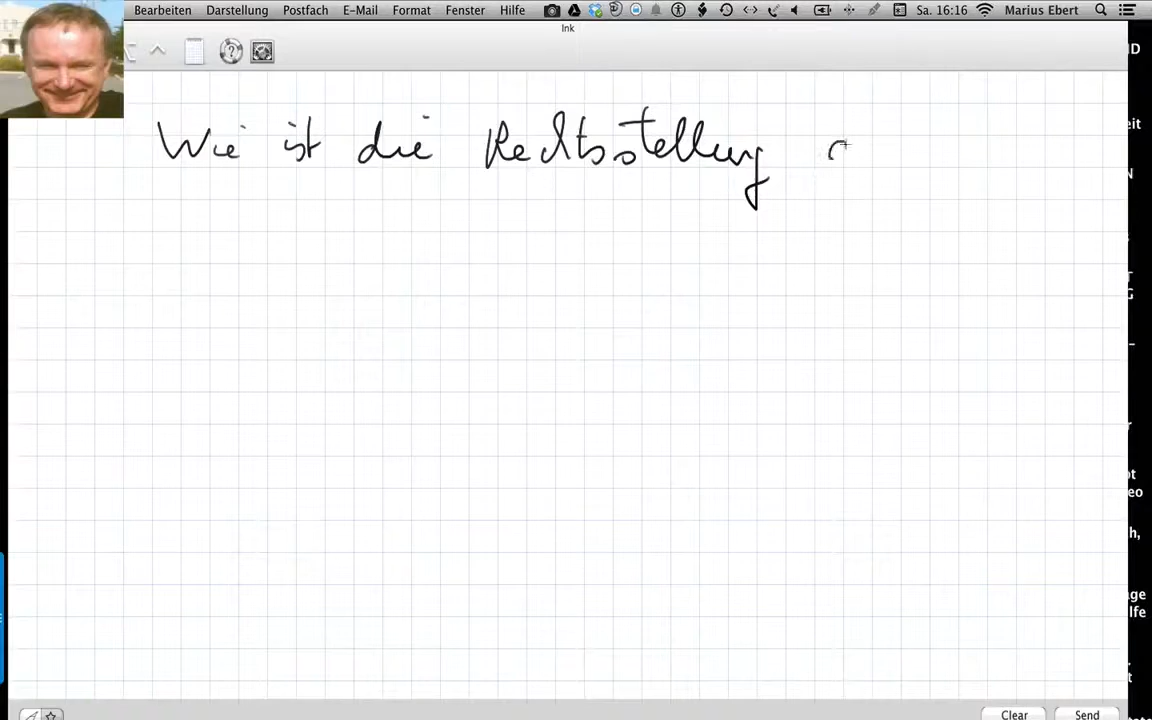 Bearbeiten Darstellung Postfach E-Mail Format Fenster Hilfe Sa. 16:16 Marius Ebert
Ink
Wie ist die Rechtsstellung
Clear Send